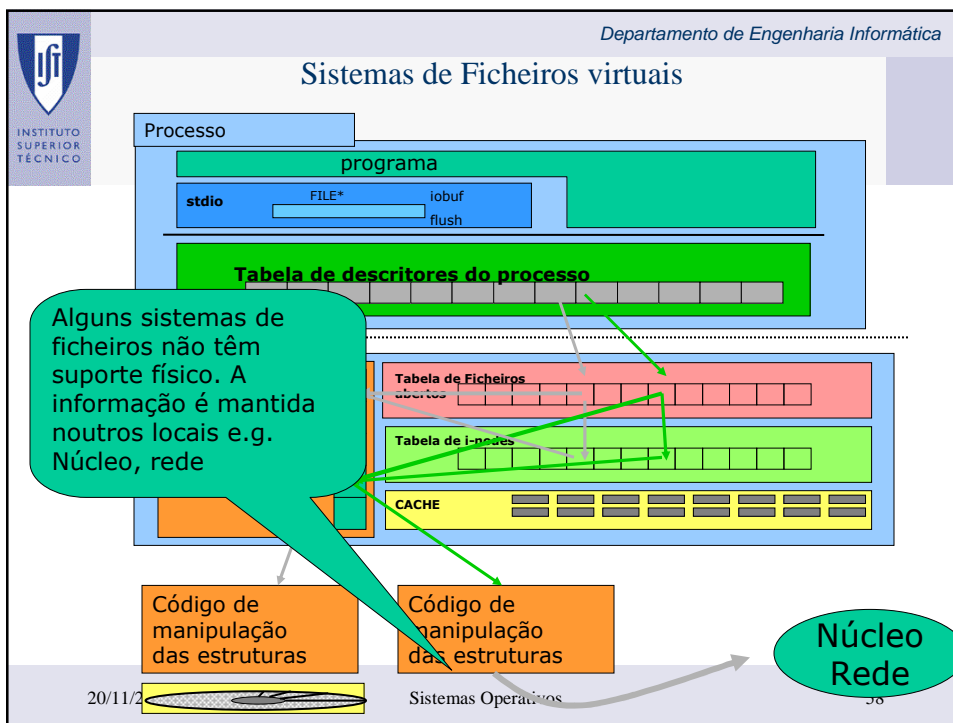 Departamento de Engenharia Informática
INSTITUTO
SUPERIOR
TÉCNICO
Sistemas de Ficheiros virtuais
Processo
programa
stdio
FILE*
iobuf
flush
Tabela de descritores do processo
Alguns sistemas de
ficheiros não têm
suporte físico. A
informação é mantida
noutros locais e.g.
Núcleo, rede
Tabela de Ficheiros
abertos
Tabela de i-nodes
CACHE
Código de
manipulação
das estruturas
Código de
manipulação
das estruturas
Núcleo
Rede
20/11/2
Sistemas Operativos